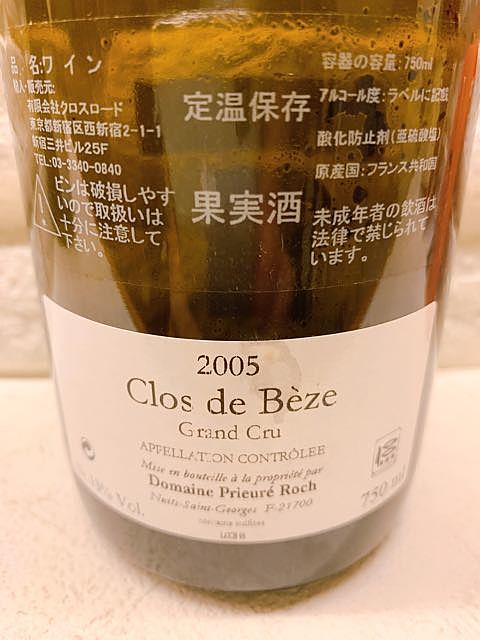 品 名:ワイン
輸入・販売元:
有限会社クロスロード
東京都新宿区西新宿2-1-1
新宿三井ビル25F
TEL:03-3340-0840
ビンは破損しやす
いので取扱いは
十分に注意して
下さい。
定温保存
果実酒
容器の容量:750ml
アルコール度:ラベルに記載
酸化防止剤(亜硫酸塩)
原産国:フランス共和国
未成年者の飲酒は
法律で禁じられて
います。
2005
Clos de Bèze
Grand Cru
APPELLATION CONTRÔLÉE
Mise en bouteille à la propriété par
Domaine Prieuré Roch
Nuits-Saint-Georges F-21700
% Vol.
750 ml